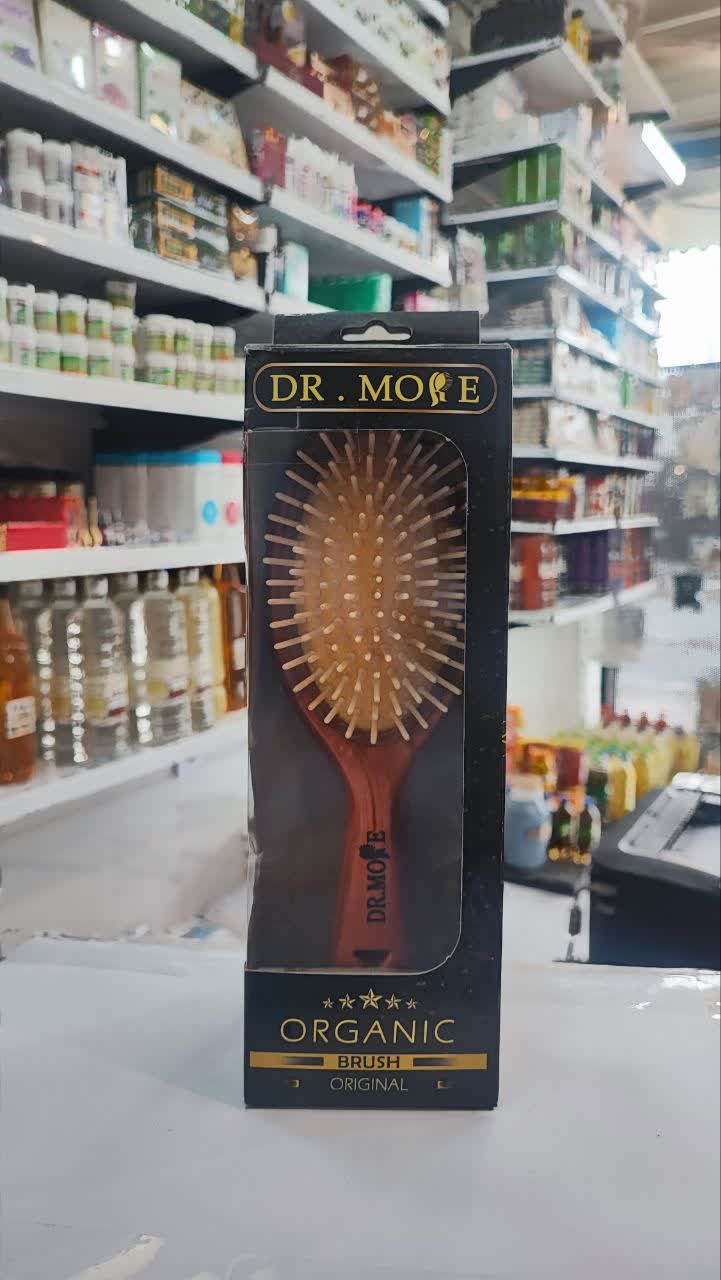 DR . MORE
DR.MORE
ORGANIC
BRUSH
ORIGINAL